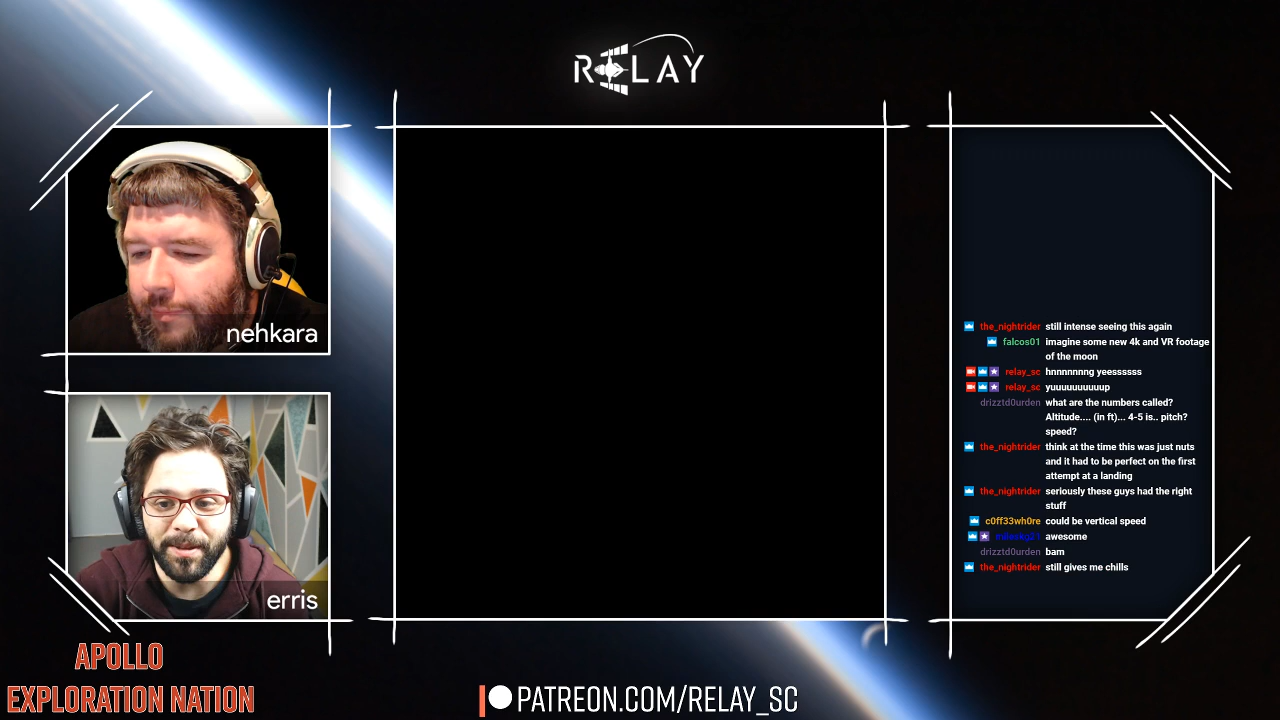 RELAY
nehkara
erris
the_nightrider still intense seeing this again
falcos01 imagine some new 4k and VR footage
of the moon
relay_sc hnnnnnnng yeessssss
relay_sc yuuuuuuuuuup
drizztd0urden what are the numbers called?
Altitude.... (in ft)... 4-5 is.. pitch?
speed?
the_nightrider think at the time this was just nuts
and it had to be perfect on the first
attempt at a landing
the_nightrider seriously these guys had the right
stuff
c0ff33wh0re could be vertical speed
awesome
drizztd0urden bam
the_nightrider still gives me chills
APOLLO
EXPLORATION NATION
PATREON.COM/RELAY_SC